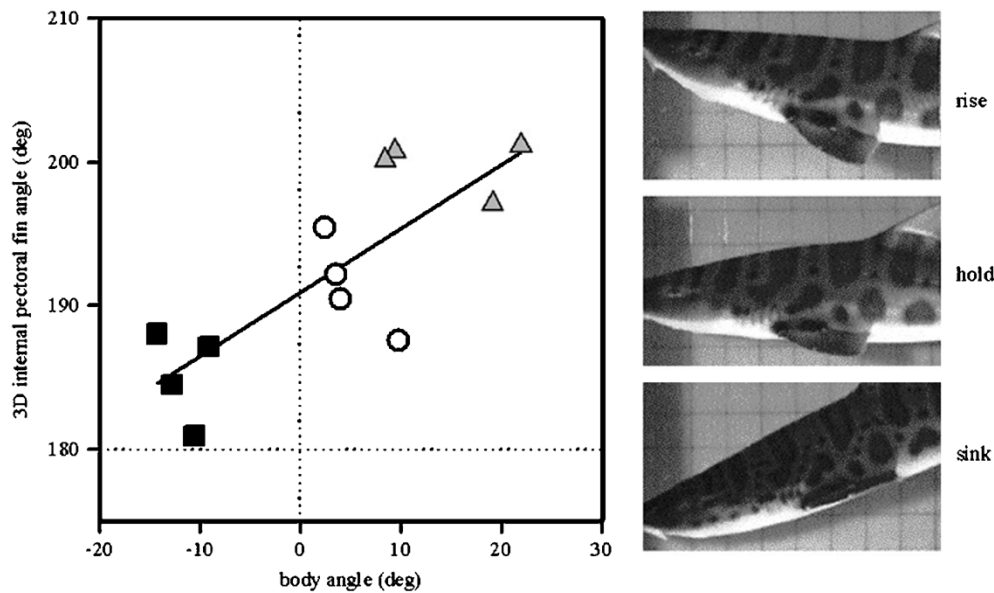 210
200
190
180
3D internal pectoral fin angle (deg)
-20
-10
0
10
20
30
body angle (deg)
rise
hold
sink